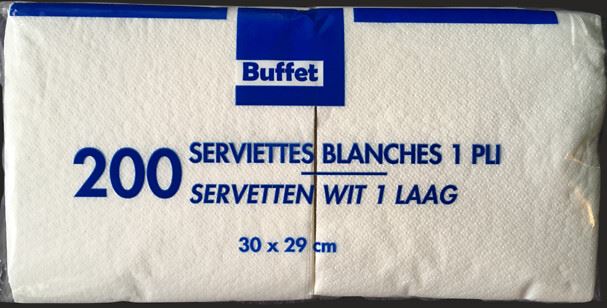 Buffet
200 SERVIETTES BLANCHES 1 PLI
SERVETTEN WIT 1 LAAG
30 x 29 cm